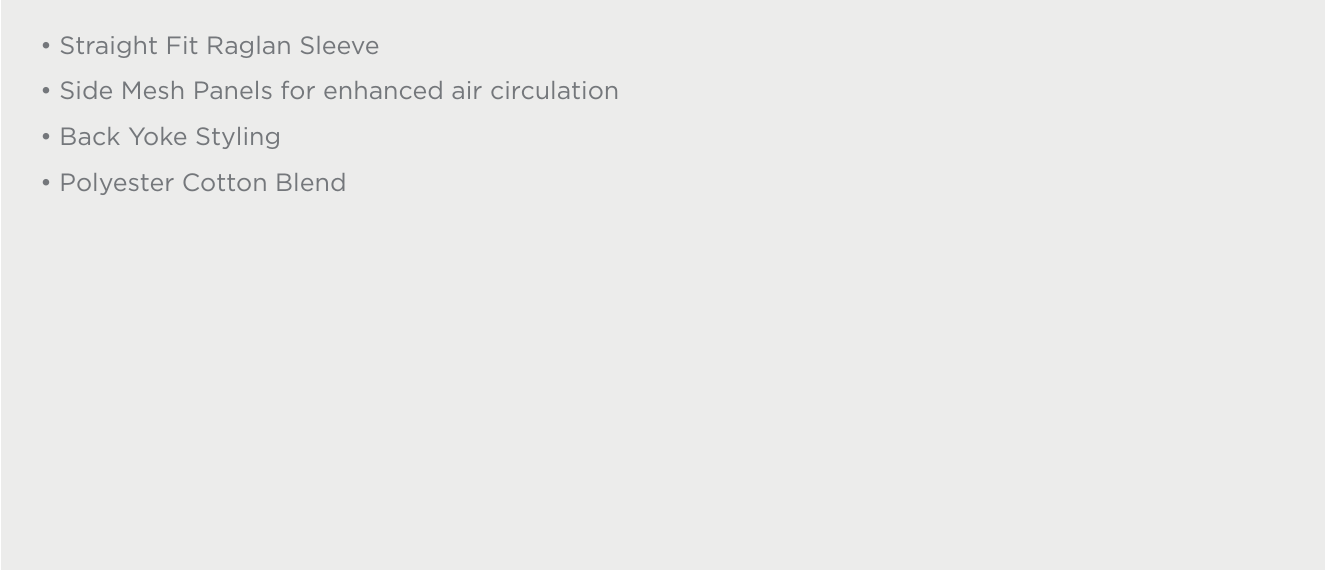 • Straight Fit Raglan Sleeve
• Side Mesh Panels for enhanced air circulation
• Back Yoke Styling
• Polyester Cotton Blend